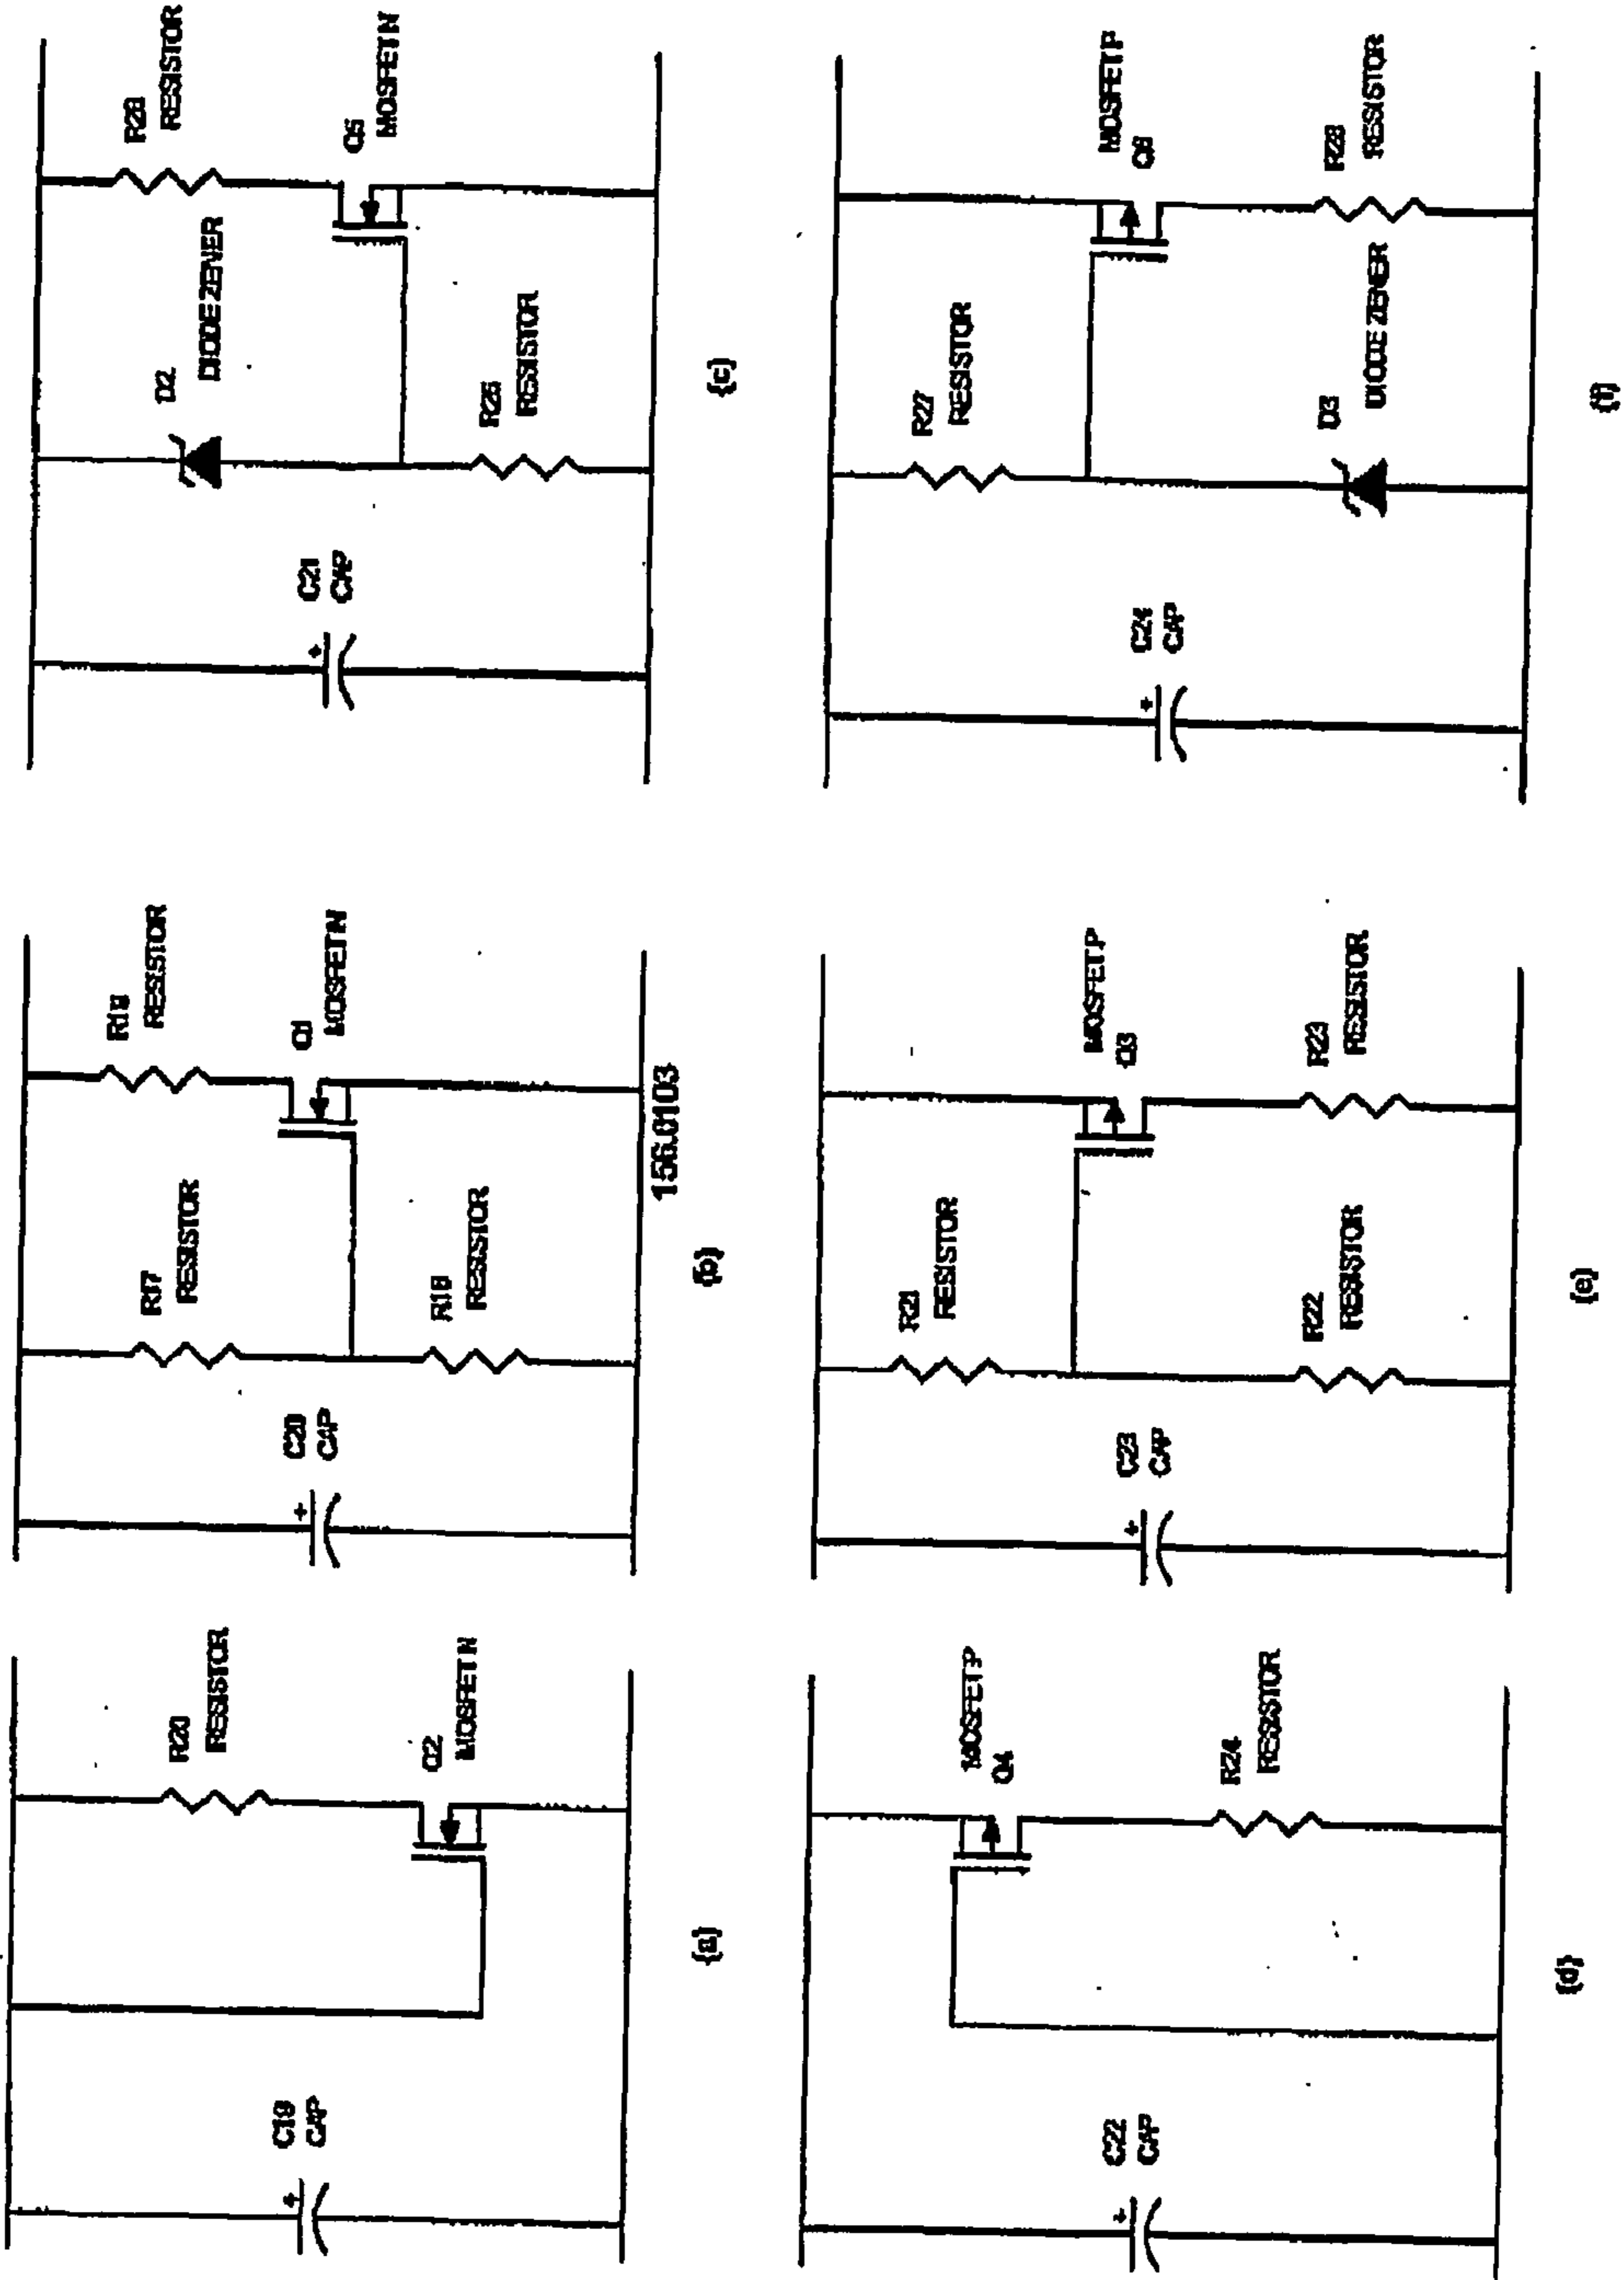 C19
CAP
R20
RESISTOR
Q2
MOSFET N
{a}
C20
CAP
R17
RESISTOR
RESISTOR
RESISTOR
Q1
MOSFET N
156.0103
{b}
C21
CAP
D2
DIODE ZENER
RESISTOR
RESISTOR
Q5
MOSFET N
{c}
C22
CAP
MOSFET P
Q4
R24
RESISTOR
{d}
C23
CAP
R21
RESISTOR
R22
RESISTOR
MOSFET P
Q3
R23
RESISTOR
{e}
C24
CAP
R27
RESISTOR
D3
DIODE ZENER
MOSFET P
Q6
R28
RESISTOR
{f}